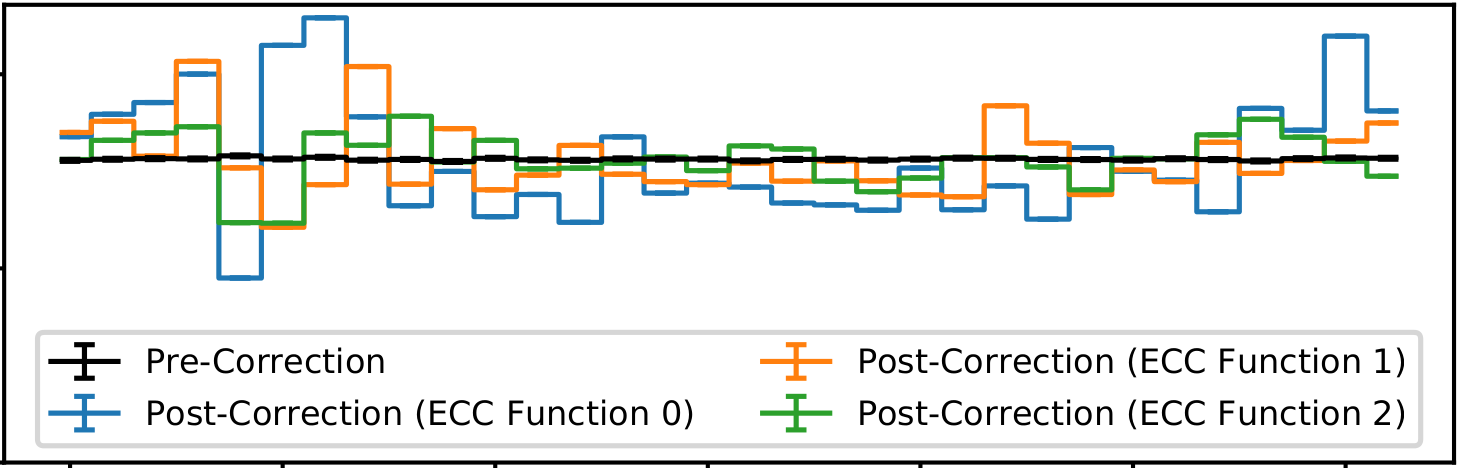 Pre-Correction
Post-Correction (ECC Function 0)
Post-Correction (ECC Function 1)
Post-Correction (ECC Function 2)